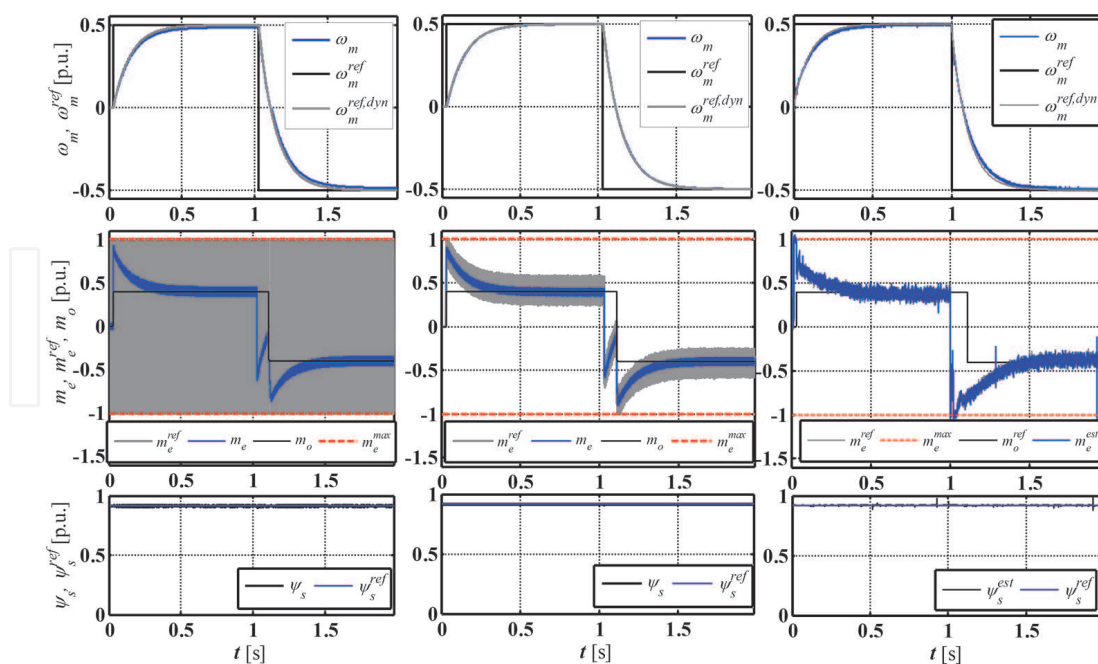 ω_m, ω_m^ref [p.u.]
0.5
0
-0.5
0 0.5 1 1.5
ω_m
ω_m^ref
ω_m^ref,dyn
0.5
0
-0.5
0 0.5 1 1.5
ω_m
ω_m^ref
ω_m^ref,dyn
0.5
0
-0.5
0 0.5 1 1.5
ω_m
ω_m^ref
ω_m^ref,dyn
m_e, m_e^ref, m_o [p.u.]
1
0.5
0
-0.5
-1
-1.5
m_e^ref m_e m_o m_e^max
0 0.5 1 1.5
1
0.5
0
-0.5
-1
-1.5
m_e^ref m_e m_o m_e^max
0 0.5 1 1.5
1
0.5
0
-0.5
-1
-1.5
m_e^ref m_e^max m_o^ref m_e^est
0 0.5 1 1.5
ψ_s, ψ_s^ref [p.u.]
1
0.5
0
ψ_s ψ_s^ref
0 0.5 1 1.5
t [s]
1
0.5
0
ψ_s ψ_s^ref
0 0.5 1 1.5
t [s]
1
0.5
0
ψ_s^est ψ_s^ref
0 0.5 1 1.5
t [s]